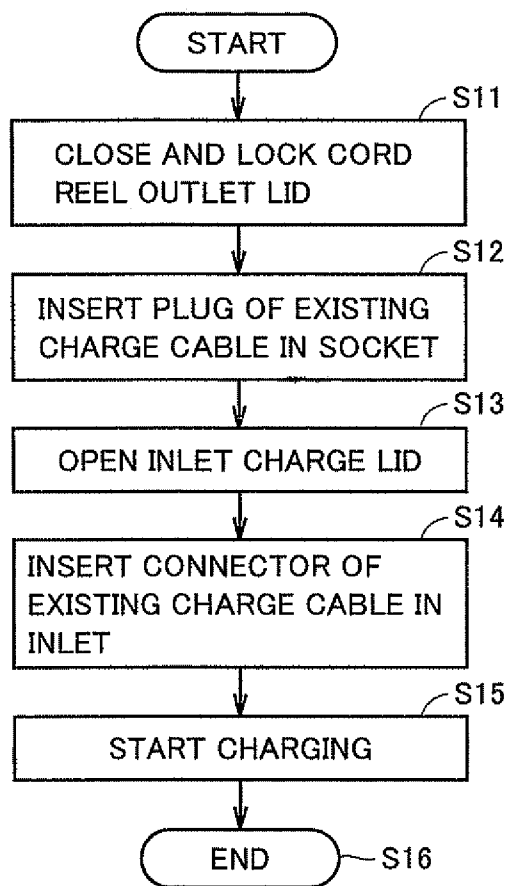 START
S11
CLOSE AND LOCK CORD
REEL OUTLET LID
S12
INSERT PLUG OF EXISTING
CHARGE CABLE IN SOCKET
S13
OPEN INLET CHARGE LID
S14
INSERT CONNECTOR OF
EXISTING CHARGE CABLE IN
INLET
S15
START CHARGING
END
S16